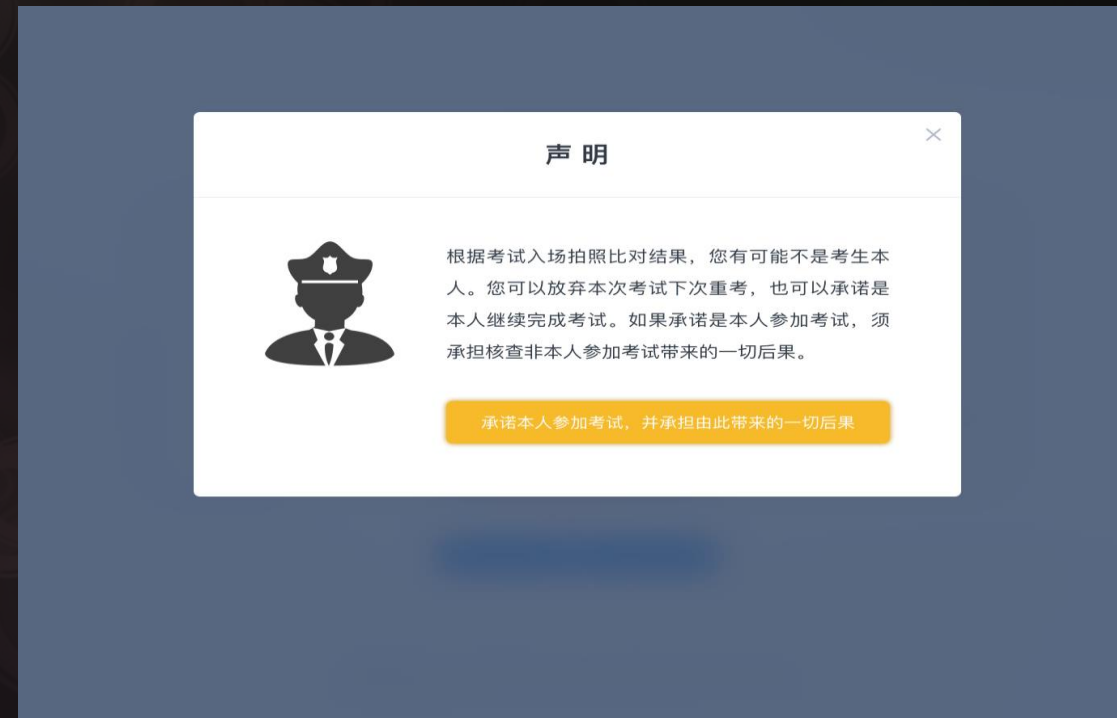 声 明
根据考试入场拍照比对结果，您有可能不是考生本
人。您可以放弃本次考试下次重考，也可以承诺是
本人继续完成考试。如果承诺是本人参加考试，须
承担核查非本人参加考试带来的一切后果。
承诺本人参加考试，并承担由此带来的一切后果